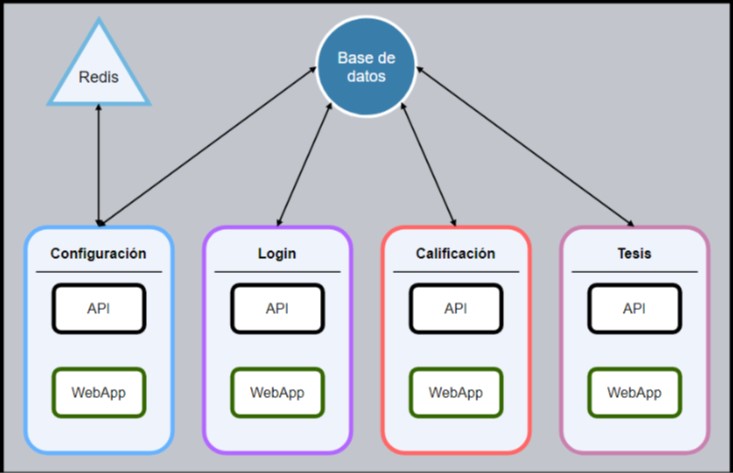 Redis
Base de
datos
Configuración
Login
Calificación
Tesis
API
API
API
API
WebApp
WebApp
WebApp
WebApp